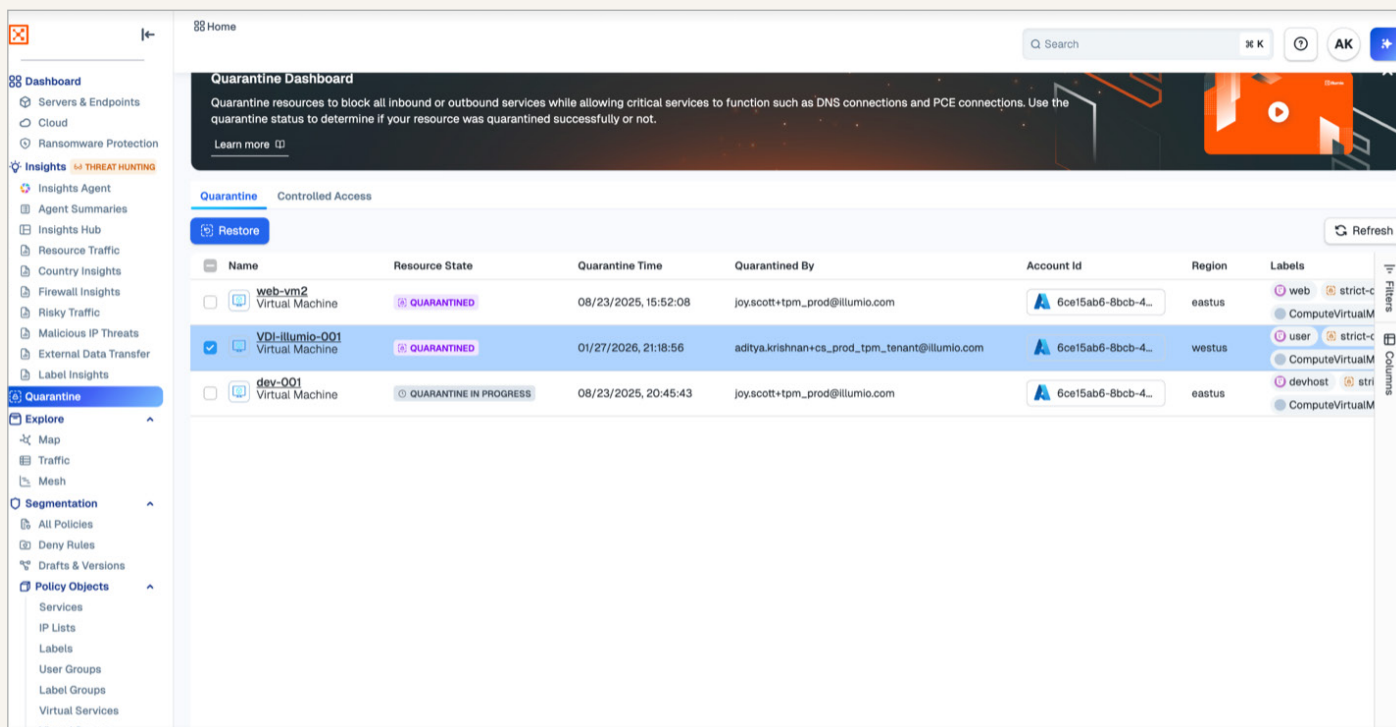 Home
Search
⌘ K
AK
Dashboard
Servers & Endpoints
Cloud
Ransomware Protection
Insights THREAT HUNTING
Insights Agent
Agent Summaries
Insights Hub
Resource Traffic
Country Insights
Firewall Insights
Risky Traffic
Malicious IP Threats
External Data Transfer
Label Insights
Quarantine
Explore
Map
Traffic
Mesh
Segmentation
All Policies
Deny Rules
Drafts & Versions
Policy Objects
Services
IP Lists
Labels
User Groups
Label Groups
Virtual Services
Quarantine Dashboard
Quarantine resources to block all inbound or outbound services while allowing critical services to function such as DNS connections and PCE connections. Use the
quarantine status to determine if your resource was quarantined successfully or not.
Learn more
Quarantine Controlled Access
Restore
Refresh
Name Resource State Quarantine Time Quarantined By Account Id Region Labels
web-vm2
Virtual Machine QUARANTINED 08/23/2025, 15:52:08 joy.scott+tpm_prod@illumio.com 6ce15ab6-8bcb-4... eastus web strict-c
ComputeVirtualM
VDI-illumio-001
Virtual Machine QUARANTINED 01/27/2026, 21:18:56 aditya.krishnan+cs_prod_tpm_tenant@illumio.com 6ce15ab6-8bcb-4... westus user strict-c
ComputeVirtualM
dev-001
Virtual Machine QUARANTINE IN PROGRESS 08/23/2025, 20:45:43 joy.scott+tpm_prod@illumio.com 6ce15ab6-8bcb-4... eastus devhost stri
ComputeVirtualM
Filters
Columns